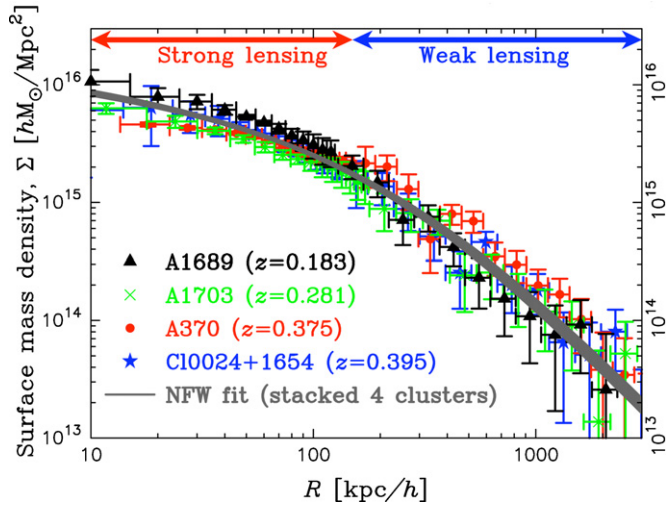 Strong lensing
Weak lensing
Surface mass density, Σ [hM⊙/Mpc²]
10¹⁶
10¹⁵
10¹⁴
10¹³
10¹⁶
10¹⁵
10¹⁴
10¹³
A1689 (z=0.183)
A1703 (z=0.281)
A370 (z=0.375)
Cl0024+1654 (z=0.395)
NFW fit (stacked 4 clusters)
10
100
1000
R [kpc/h]